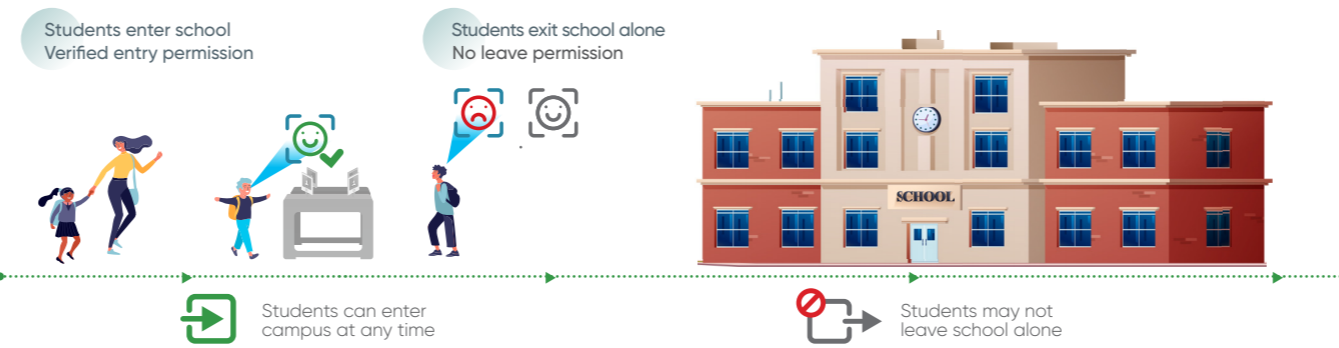 Students enter school
Verified entry permission
Students exit school alone
No leave permission
SCHOOL
Students can enter
campus at any time
Students may not
leave school alone